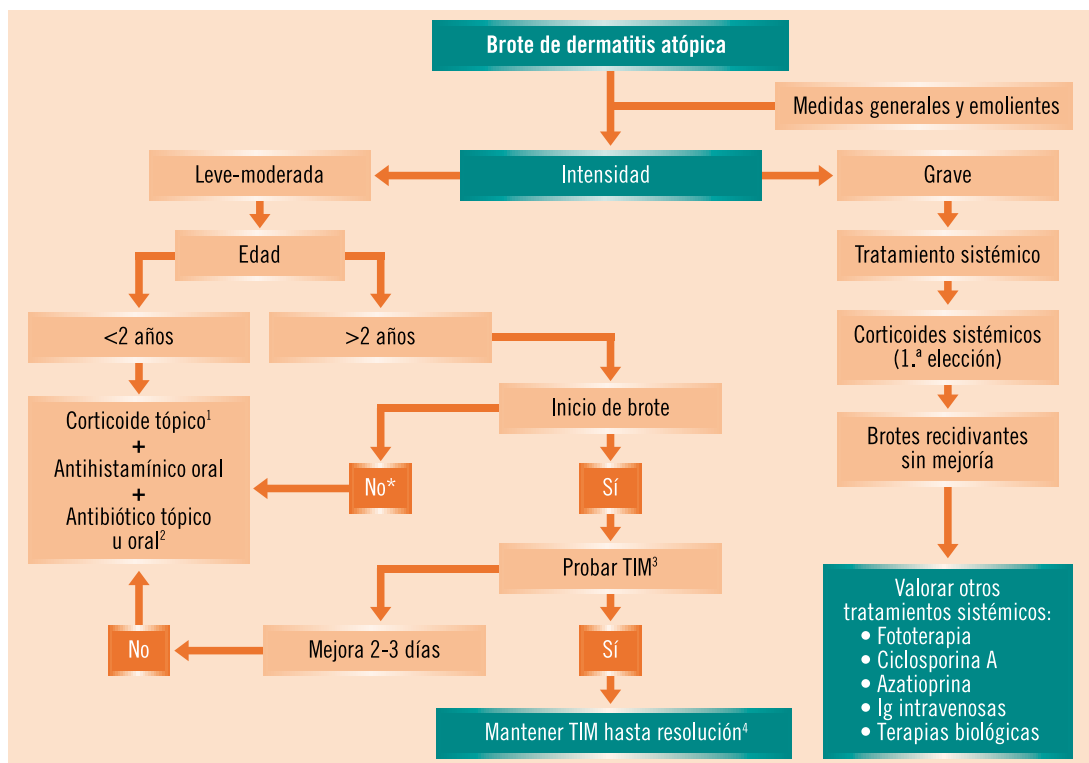 Brote de dermatitis atópica
Medidas generales y emolientes
Intensidad
Leve-moderada
Grave
Edad
Tratamiento sistémico
<2 años
>2 años
Corticoides sistémicos
(1.ª elección)
Corticoide tópico¹
+
Antihistamínico oral
+
Antibiótico tópico
u oral²
Inicio de brote
Brotes recidivantes
sin mejoría
No*
Sí
Probar TIM³
Valorar otros
tratamientos sistémicos:
• Fototerapia
• Ciclosporina A
• Azatioprina
• Ig intravenosas
• Terapias biológicas
No
Mejora 2-3 días
Sí
Mantener TIM hasta resolución⁴